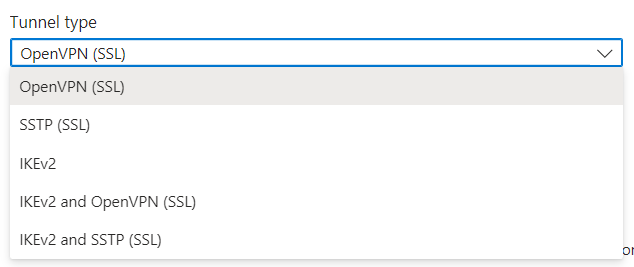 Tunnel type
OpenVPN (SSL)
OpenVPN (SSL)
SSTP (SSL)
IKEv2
IKEv2 and OpenVPN (SSL)
IKEv2 and SSTP (SSL)